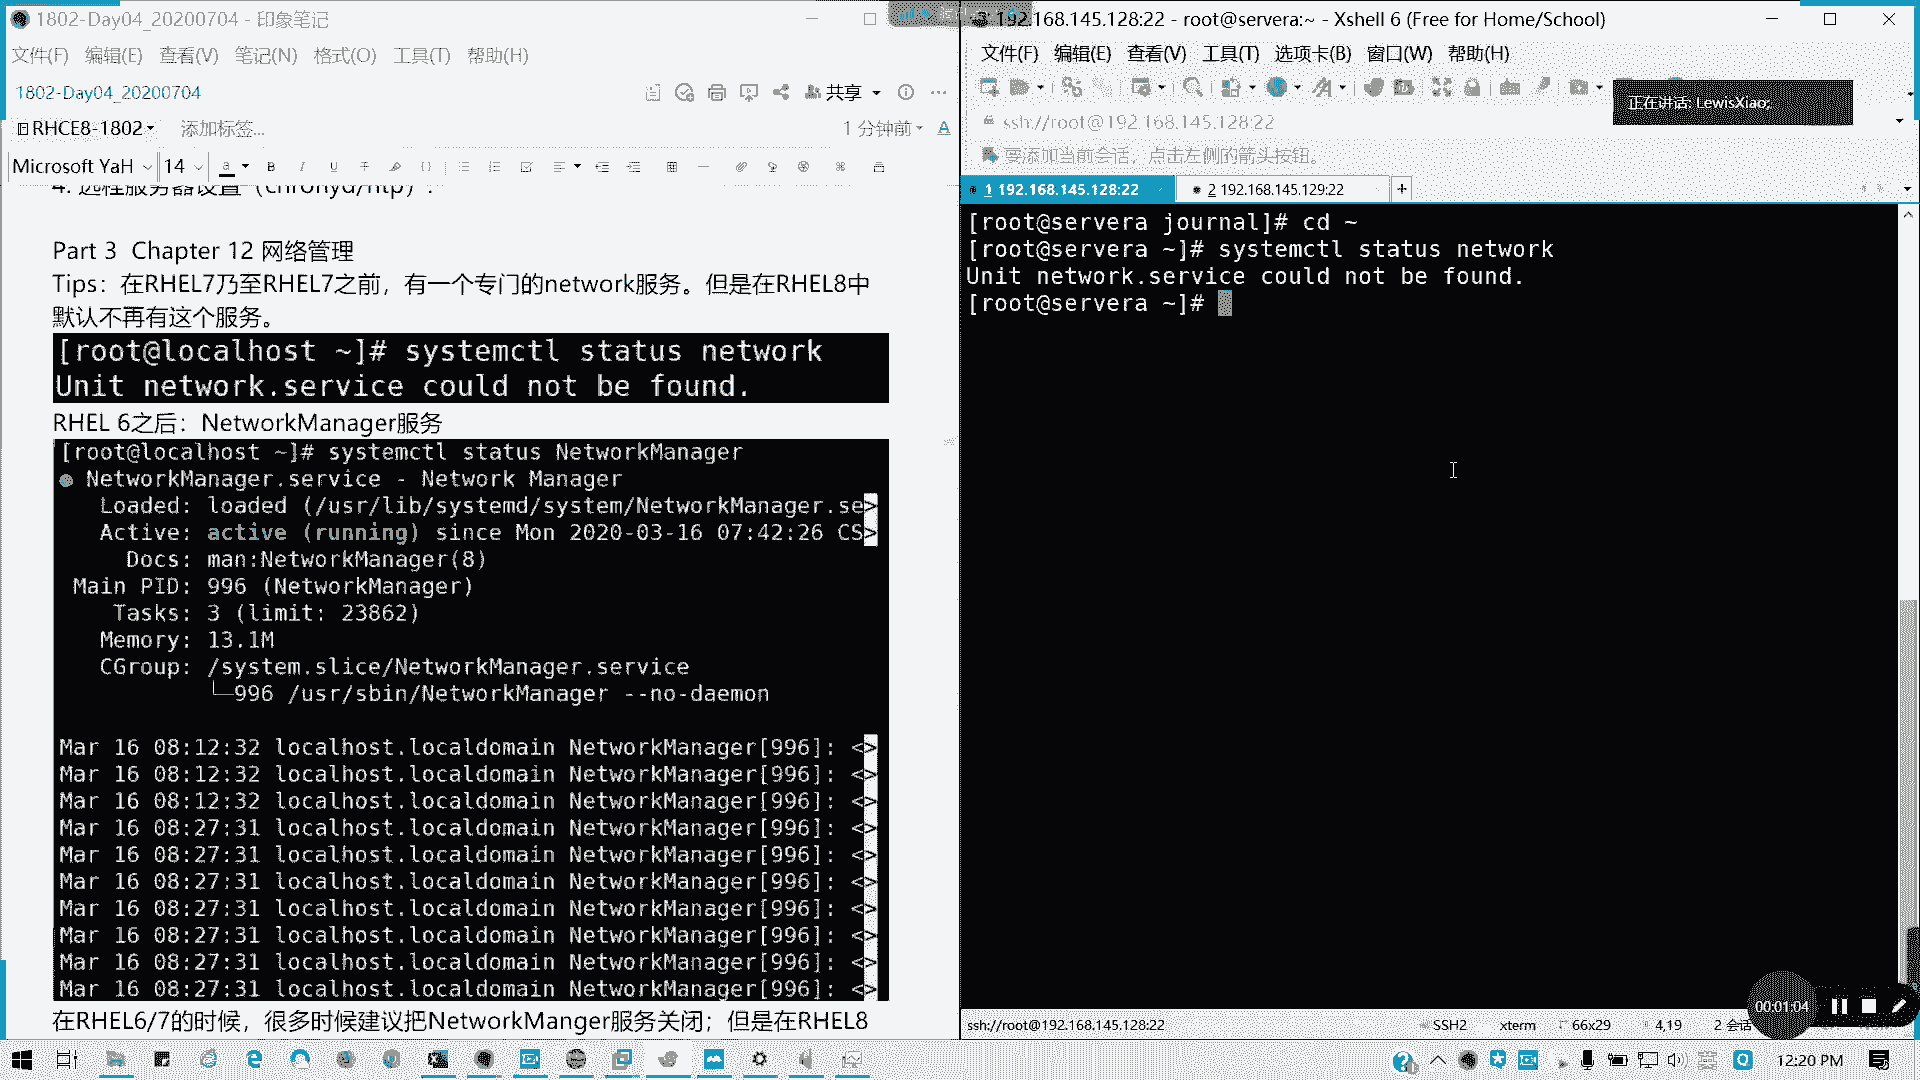 1802-Day04_20200704 - 印象笔记
文件(F) 编辑(E) 查看(V) 笔记(N) 格式(O) 工具(T) 帮助(H)
1802-Day04_20200704
共享
RHCE8-1802
添加标签...
1 分钟前
Microsoft YaH 14
4. 远程服务器设置（chronyd/ntp）:
Part 3 Chapter 12 网络管理
Tips：在RHEL7乃至RHEL7之前，有一个专门的network服务。但是在RHEL8中
默认不再有这个服务。
[root@localhost ~]# systemctl status network
Unit network.service could not be found.
RHEL 6之后：NetworkManager服务
[root@localhost ~]# systemctl status NetworkManager
● NetworkManager.service - Network Manager
Loaded: loaded (/usr/lib/systemd/system/NetworkManager.se>
Active: active (running) since Mon 2020-03-16 07:42:26 CS>
Docs: man:NetworkManager(8)
Main PID: 996 (NetworkManager)
Tasks: 3 (limit: 23862)
Memory: 13.1M
CGroup: /system.slice/NetworkManager.service
└─996 /usr/sbin/NetworkManager --no-daemon
Mar 16 08:12:32 localhost.localdomain NetworkManager[996]: <>
Mar 16 08:12:32 localhost.localdomain NetworkManager[996]: <>
Mar 16 08:12:32 localhost.localdomain NetworkManager[996]: <>
Mar 16 08:27:31 localhost.localdomain NetworkManager[996]: <>
Mar 16 08:27:31 localhost.localdomain NetworkManager[996]: <>
Mar 16 08:27:31 localhost.localdomain NetworkManager[996]: <>
Mar 16 08:27:31 localhost.localdomain NetworkManager[996]: <>
Mar 16 08:27:31 localhost.localdomain NetworkManager[996]: <>
Mar 16 08:27:31 localhost.localdomain NetworkManager[996]: <>
Mar 16 08:27:31 localhost.localdomain NetworkManager[996]: <>
在RHEL6/7的时候，很多时候建议把NetworkManger服务关闭；但是在RHEL8
192.168.145.128:22 - root@servera:~ - Xshell 6 (Free for Home/School)
文件(F) 编辑(E) 查看(V) 工具(T) 选项卡(B) 窗口(W) 帮助(H)
正在讲话: LewisXiao;
ssh://root@192.168.145.128:22
要添加当前会话，点击左侧的箭头按钮。
1 192.168.145.128:22
2 192.168.145.129:22
[root@servera journal]# cd ~
[root@servera ~]# systemctl status network
Unit network.service could not be found.
[root@servera ~]#
00:01:04
ssh://root@192.168.145.128:22 SSH2 xterm 66x29 4,19 2 会话
12:20 PM